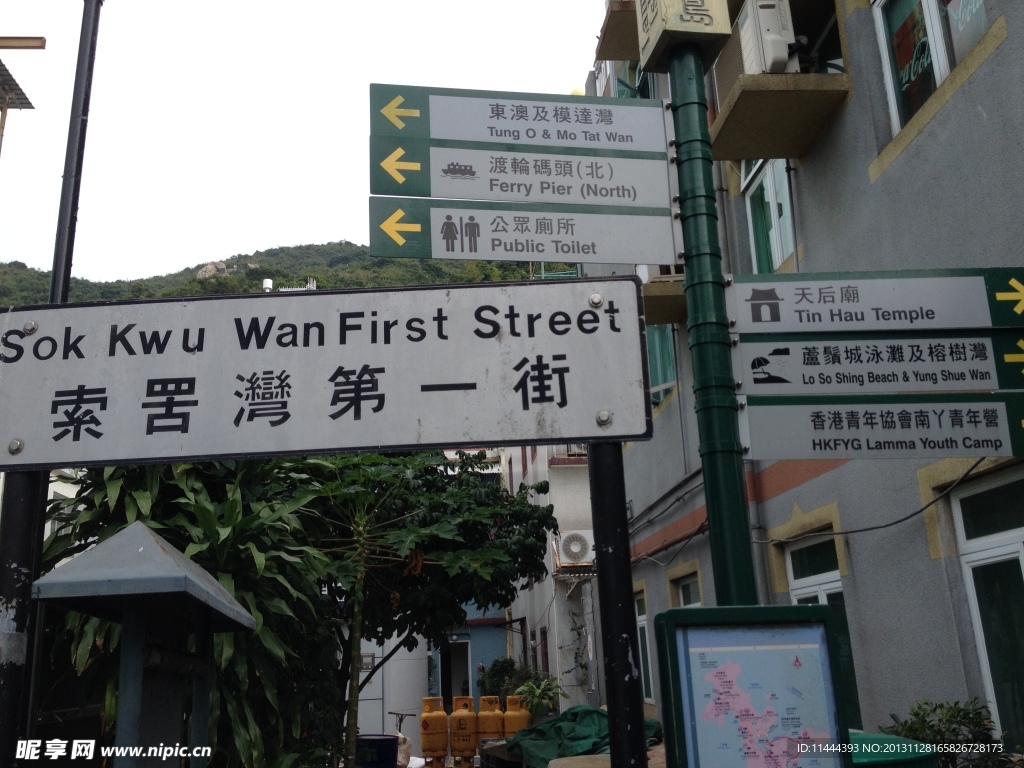 東澳及模達灣
Tung O & Mo Tat Wan
渡輪碼頭(北)
Ferry Pier (North)
公眾廁所
Public Toilet
Sok Kwu Wan First Street
索罟灣第一街
天后廟
Tin Hau Temple
蘆鬚城泳灘及榕樹灣
Lo So Shing Beach & Yung Shue Wan
香港青年協會南丫青年營
HKFYG Lamma Youth Camp
昵享网 www.nipic.cn
ID:11444393 NO:20131128165826728173